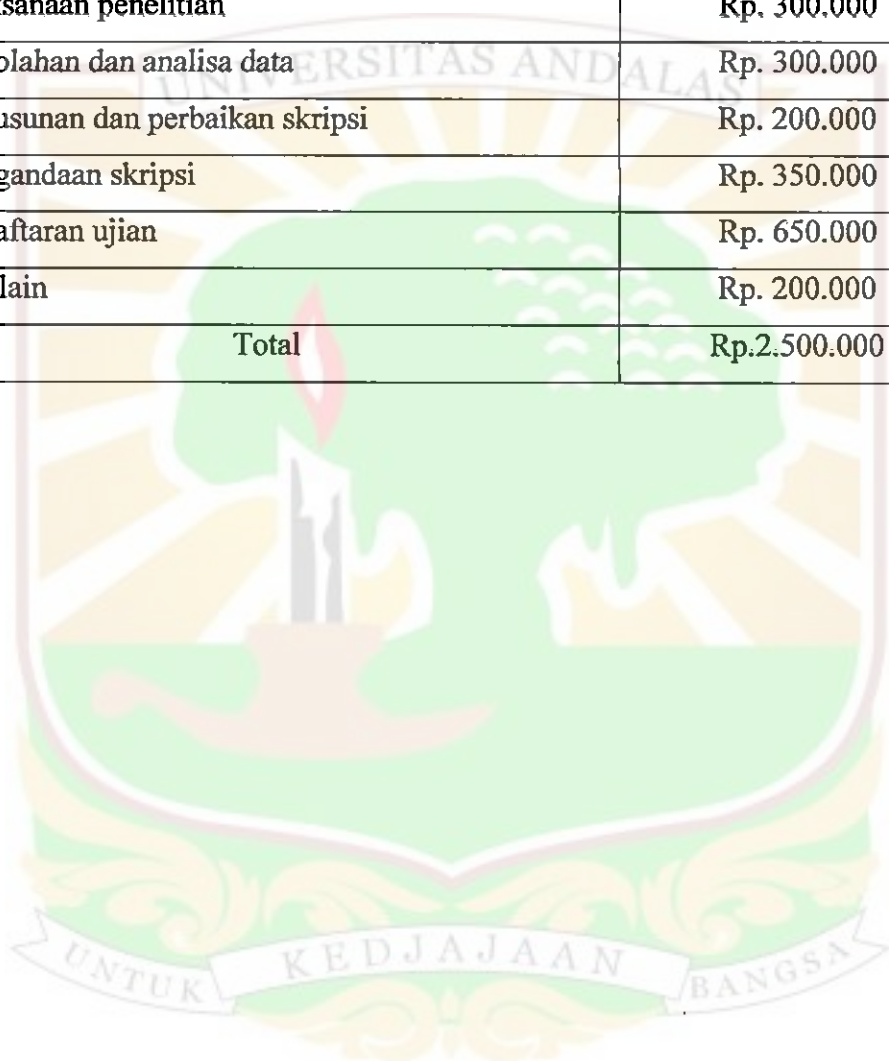 sanaan penelitian Rp. 300.000
olahan dan analisa data Rp. 300.000
UNIVERSITAS ANDALAS
usunan dan perbaikan skripsi Rp. 200.000
gandaan skripsi Rp. 350.000
aftaran ujian Rp. 650.000
lain Rp. 200.000
Total Rp.2.500.000
UNTUK KEDJAJAAN BANGSA